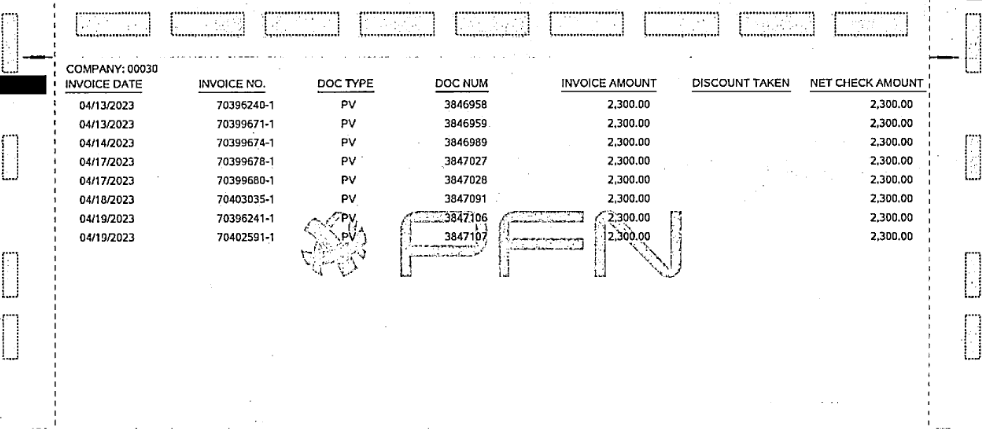 COMPANY: 00030
INVOICE DATE INVOICE NO. DOC TYPE DOC NUM INVOICE AMOUNT DISCOUNT TAKEN NET CHECK AMOUNT
04/13/2023 70396240-1 PV 3846958 2,300.00 2,300.00
04/13/2023 70399671-1 PV 3846959 2,300.00 2,300.00
04/14/2023 70399674-1 PV 3846989 2,300.00 2,300.00
04/17/2023 70399678-1 PV 3847027 2,300.00 2,300.00
04/17/2023 70399680-1 PV 3847028 2,300.00 2,300.00
04/18/2023 70403035-1 PV 3847091 2,300.00 2,300.00
04/19/2023 70396241-1 PV 3847106 2,300.00 2,300.00
04/19/2023 70402591-1 PV 3847107 2,300.00 2,300.00
PFN